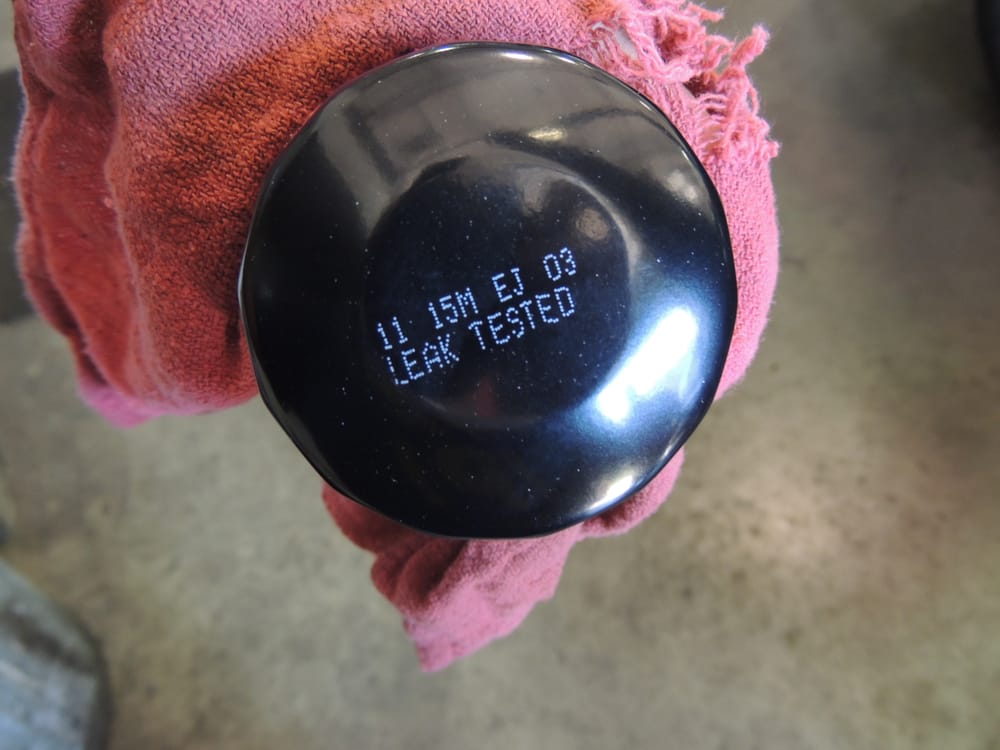 11 15M EJ 03
LEAK TESTED